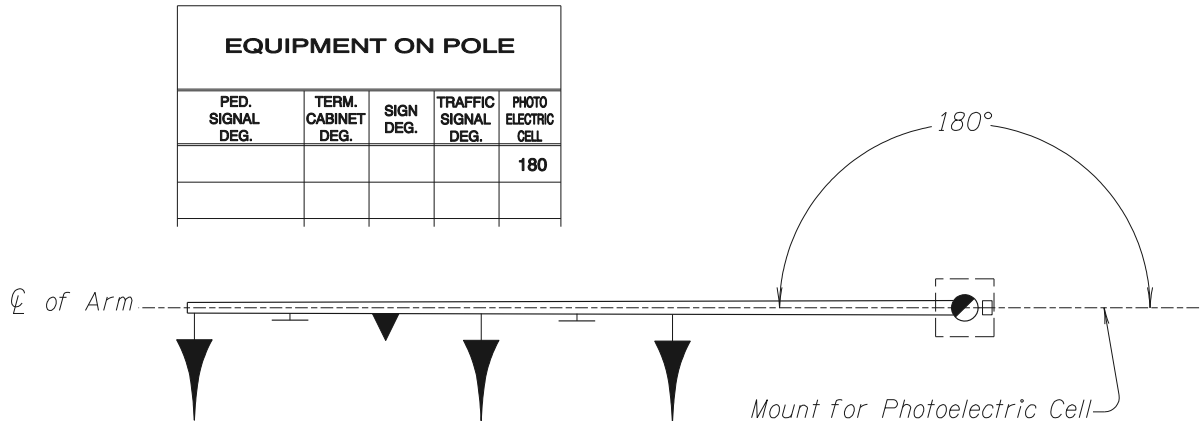 EQUIPMENT ON POLE
PED.
SIGNAL
DEG.
TERM.
CABINET
DEG.
SIGN
DEG.
TRAFFIC
SIGNAL
DEG.
PHOTO
ELECTRIC
CELL
180
180°
℄ of Arm
Mount for Photoelectric Cell